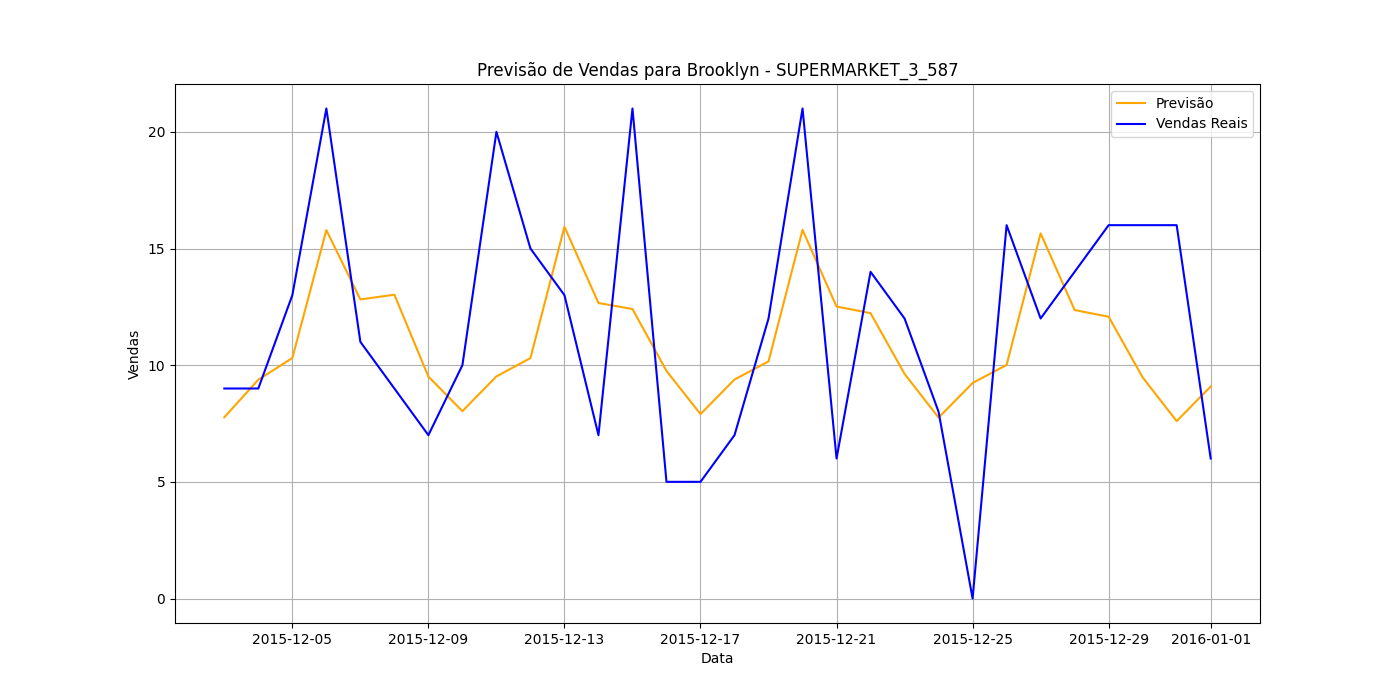 Previsão de Vendas para Brooklyn - SUPERMARKET_3_587
Previsão
Vendas Reais
20
15
10
5
0
Vendas
2015-12-05 2015-12-09 2015-12-13 2015-12-17 2015-12-21 2015-12-25 2015-12-29 2016-01-01
Data